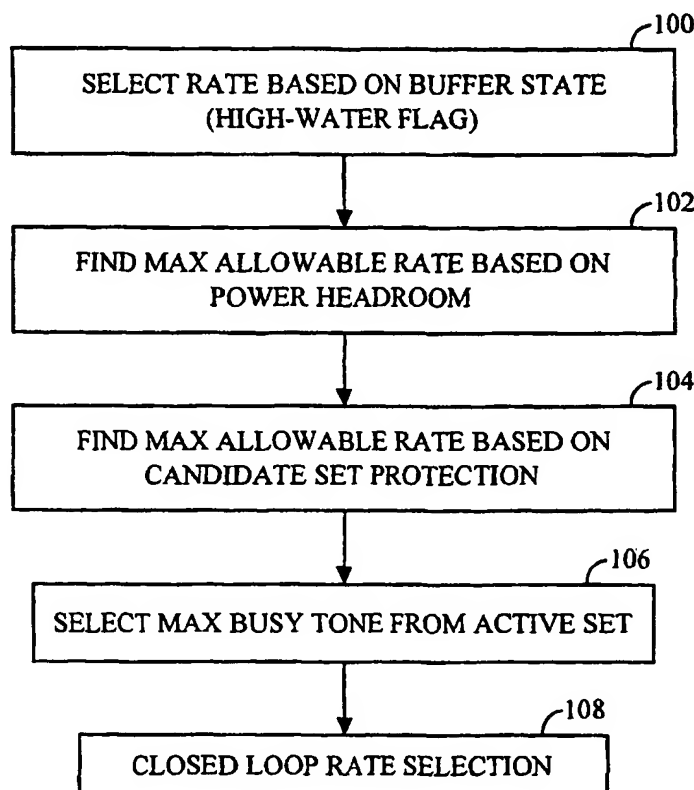 100
SELECT RATE BASED ON BUFFER STATE
(HIGH-WATER FLAG)
102
FIND MAX ALLOWABLE RATE BASED ON
POWER HEADROOM
104
FIND MAX ALLOWABLE RATE BASED ON
CANDIDATE SET PROTECTION
106
SELECT MAX BUSY TONE FROM ACTIVE SET
108
CLOSED LOOP RATE SELECTION